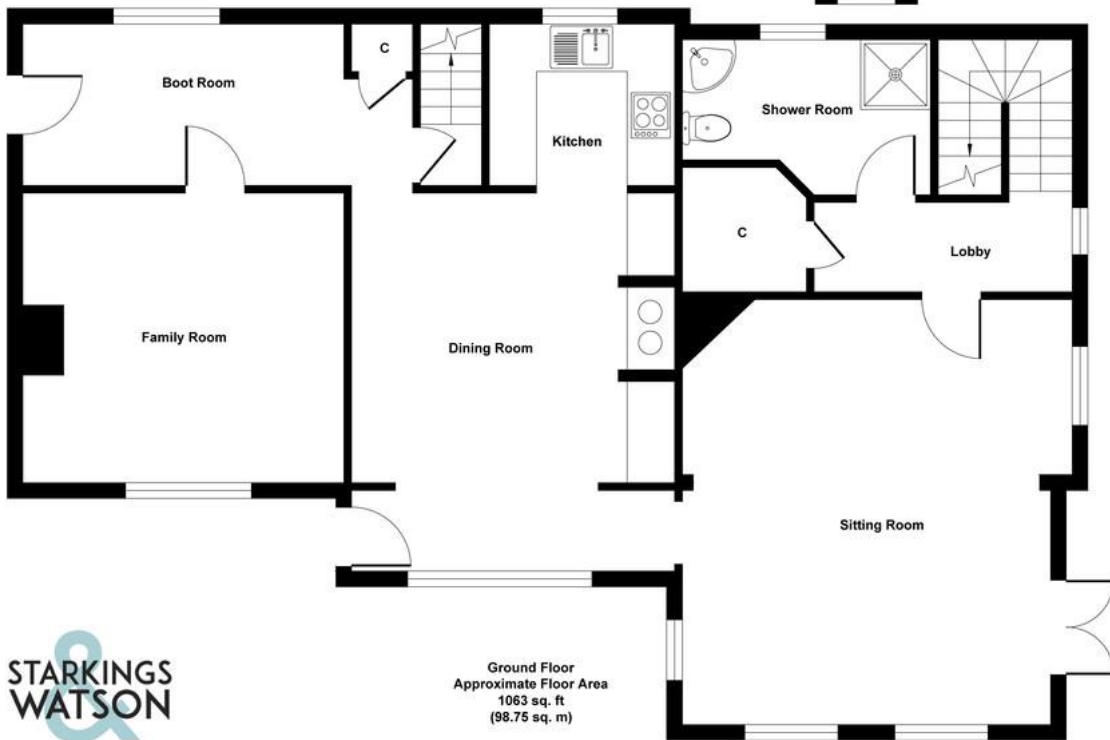 C
Boot Room
Shower Room
Kitchen
C
Lobby
Family Room
Dining Room
Sitting Room
&
STARKINGS
WATSON
Ground Floor
Approximate Floor Area
1063 sq. ft
(98.75 sq. m)